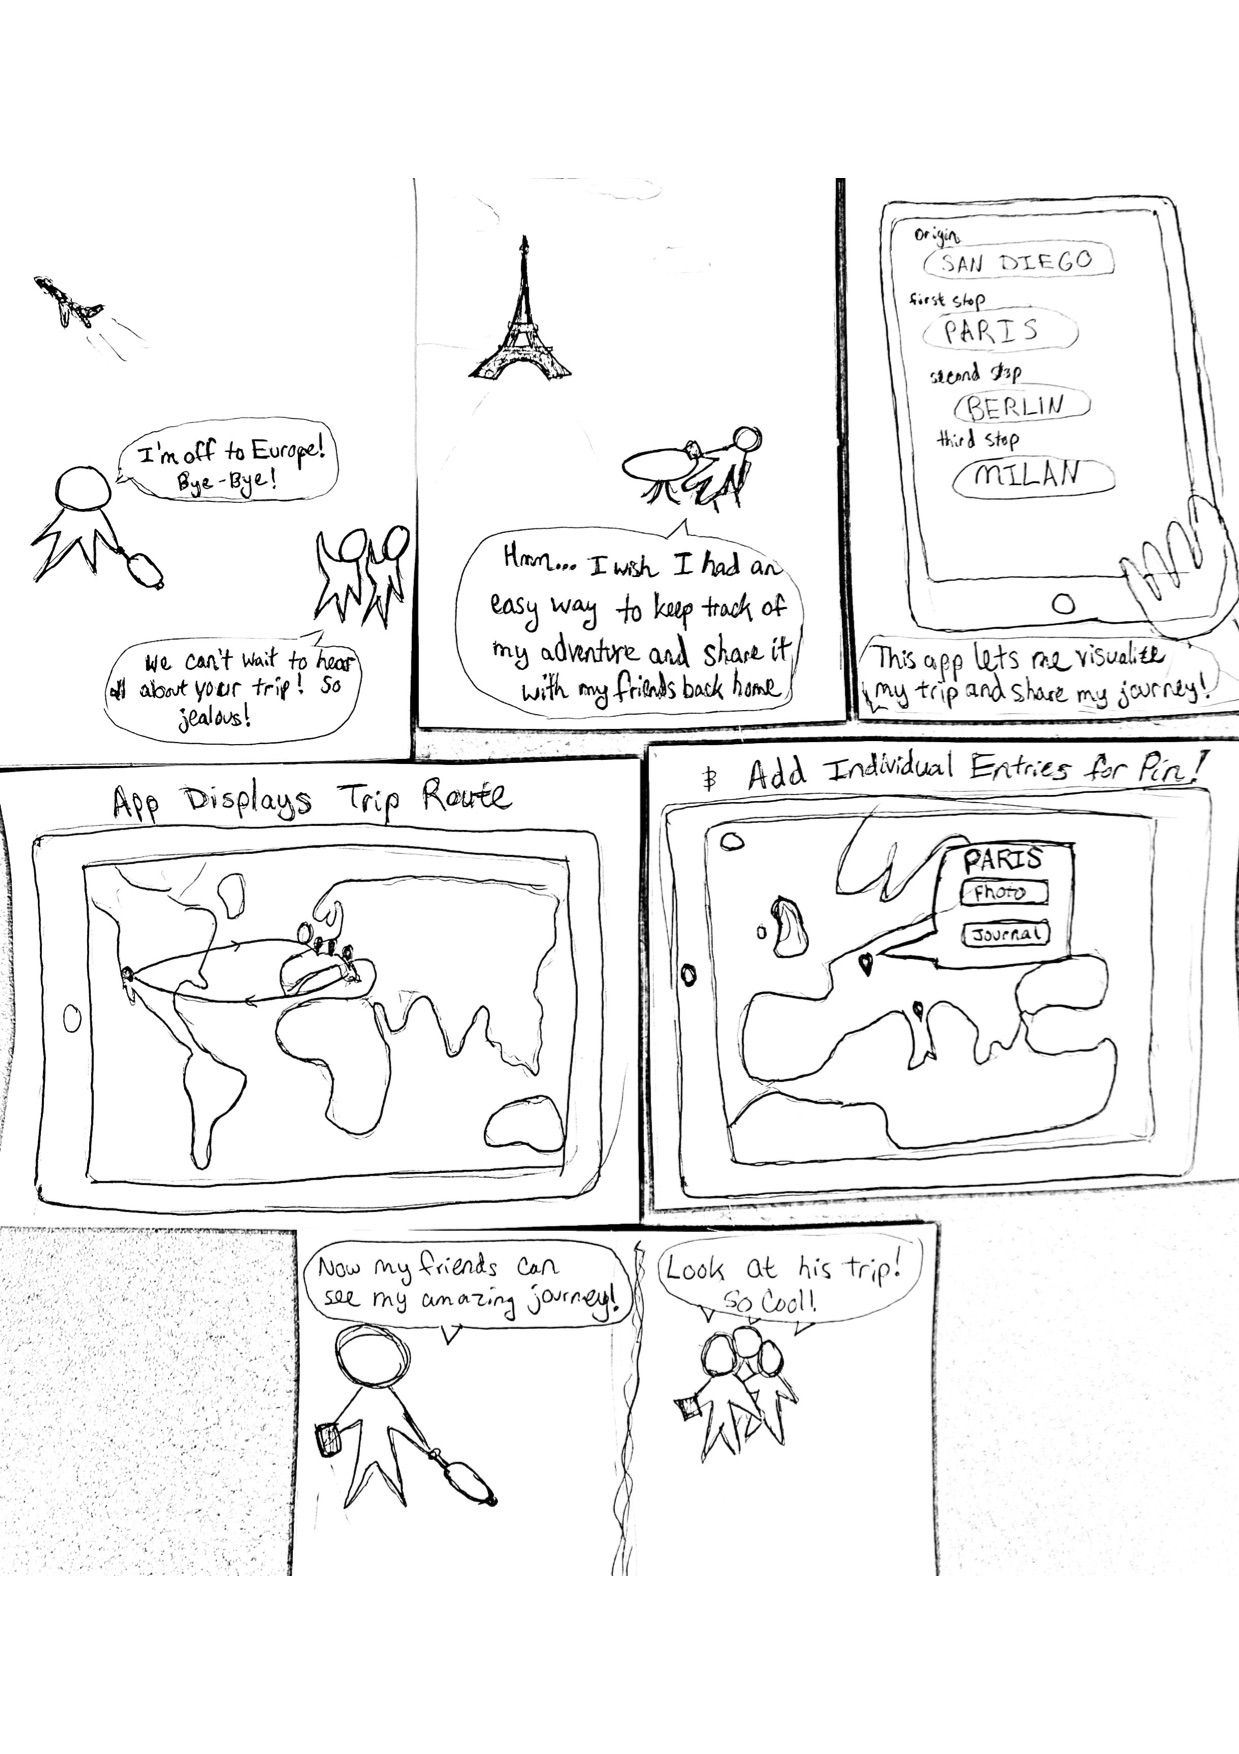 I'm off to Europe!
Bye-Bye!
We can't wait to hear
all about your trip! So
jealous!
Hmm... I wish I had an
easy way to keep track of
my adventure and share it
with my friends back home
Origin
SAN DIEGO
first stop
PARIS
second stop
BERLIN
third stop
MILAN
This app lets me visualize
my trip and share my journey!
App Displays Trip Route
& Add Individual Entries for Pin!
PARIS
Photo
Journal
Now my friends can
see my amazing journey!
Look at his trip!
So Cool!